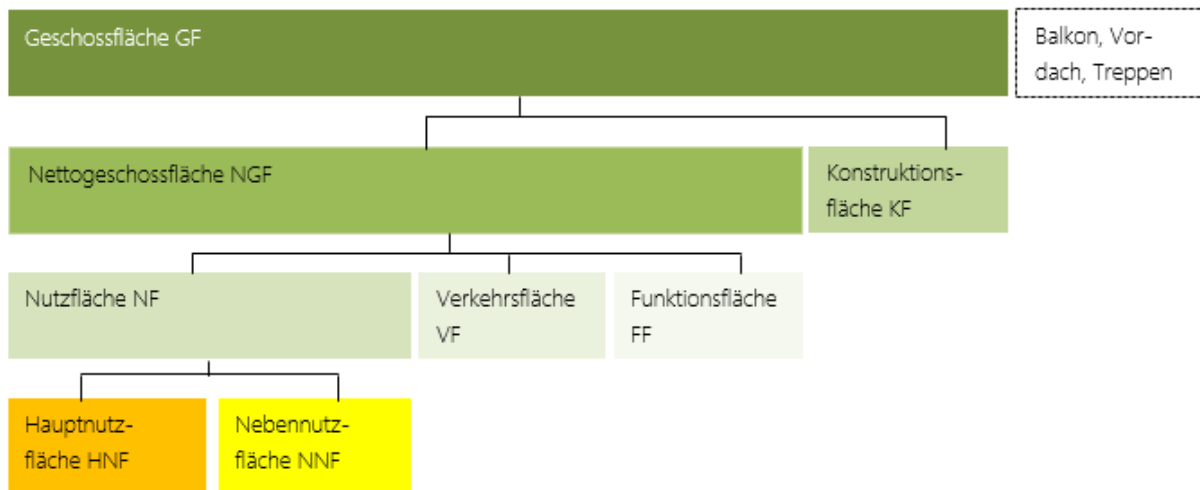 Geschossfläche GF
Balkon, Vor-
dach, Treppen
Nettogeschossfläche NGF
Konstruktions-
fläche KF
Nutzfläche NF
Verkehrsfläche
VF
Funktionsfläche
FF
Hauptnutz-
fläche HNF
Nebennutz-
fläche NNF